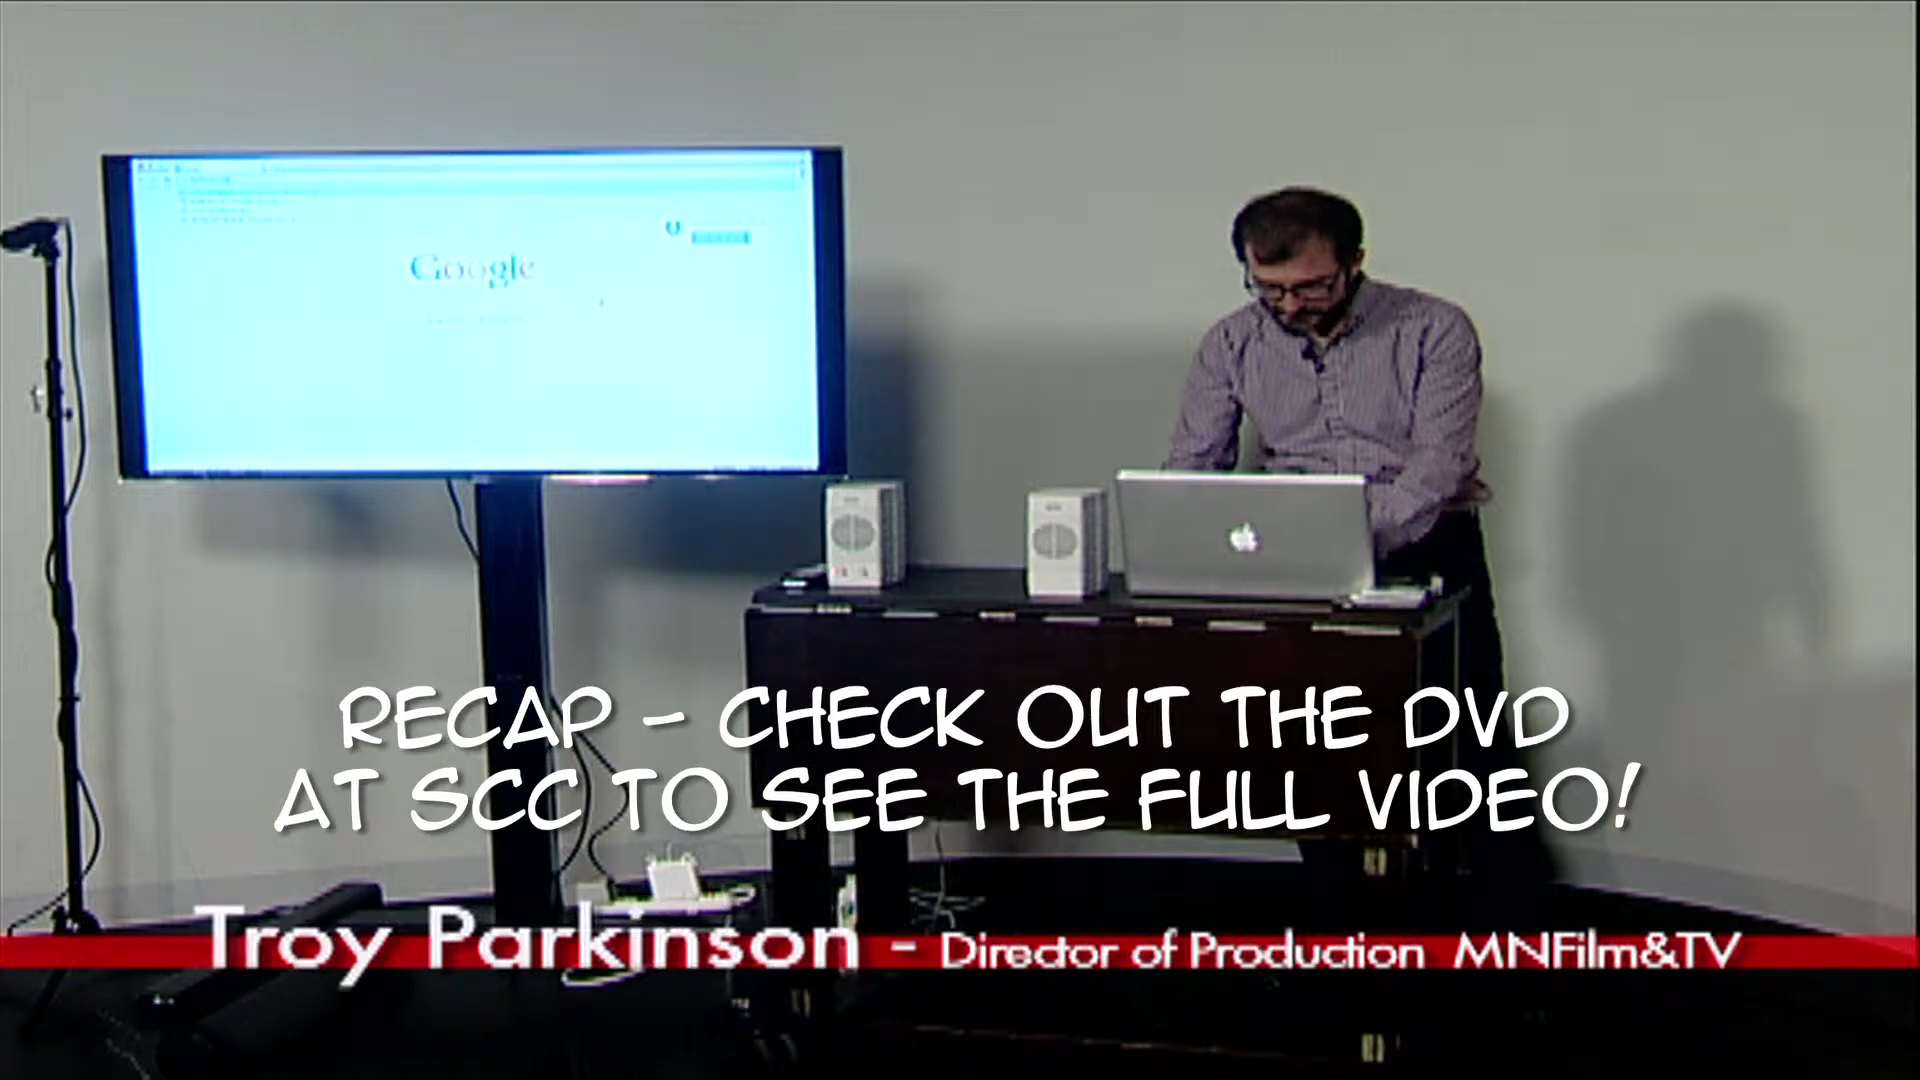 Google
RECAP - CHECK OUT THE DVD
AT SCC TO SEE THE FULL VIDEO!
Troy Parkinson - Director of Production MNFilm&TV